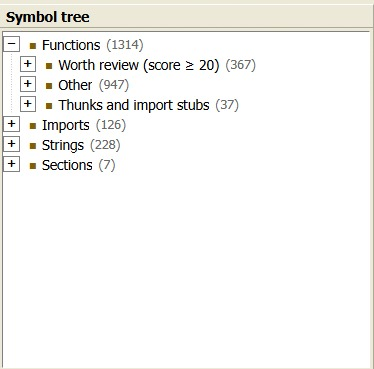 Symbol tree
Functions (1314)
Worth review (score ≥ 20) (367)
Other (947)
Thunks and import stubs (37)
Imports (126)
Strings (228)
Sections (7)